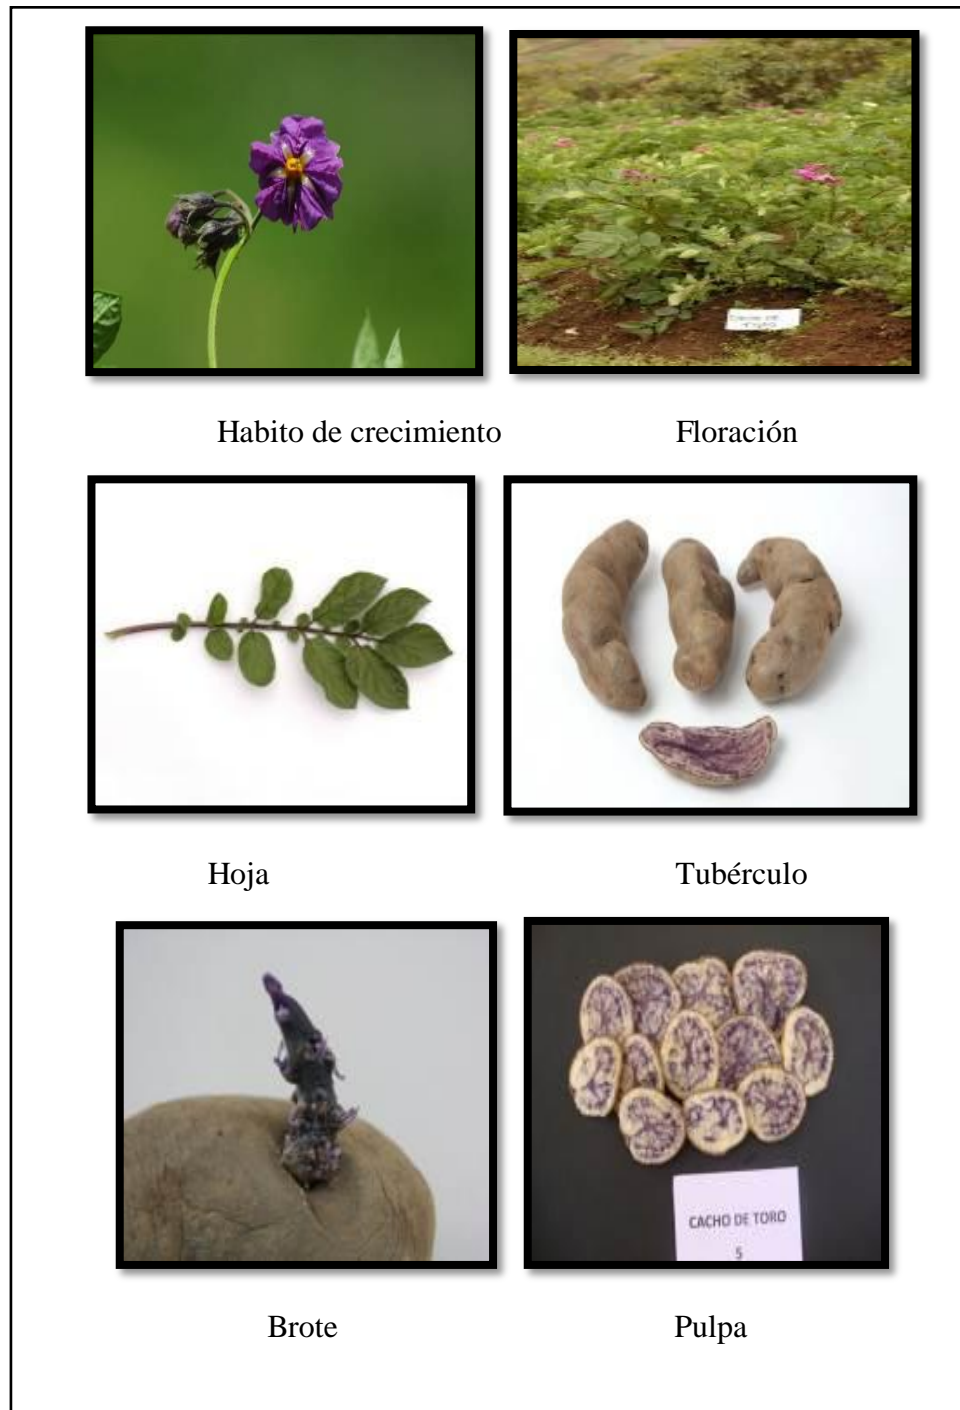 Habito de crecimiento
Floración
Hoja
Tubérculo
CACHO DE TORO
5
Brote
Pulpa